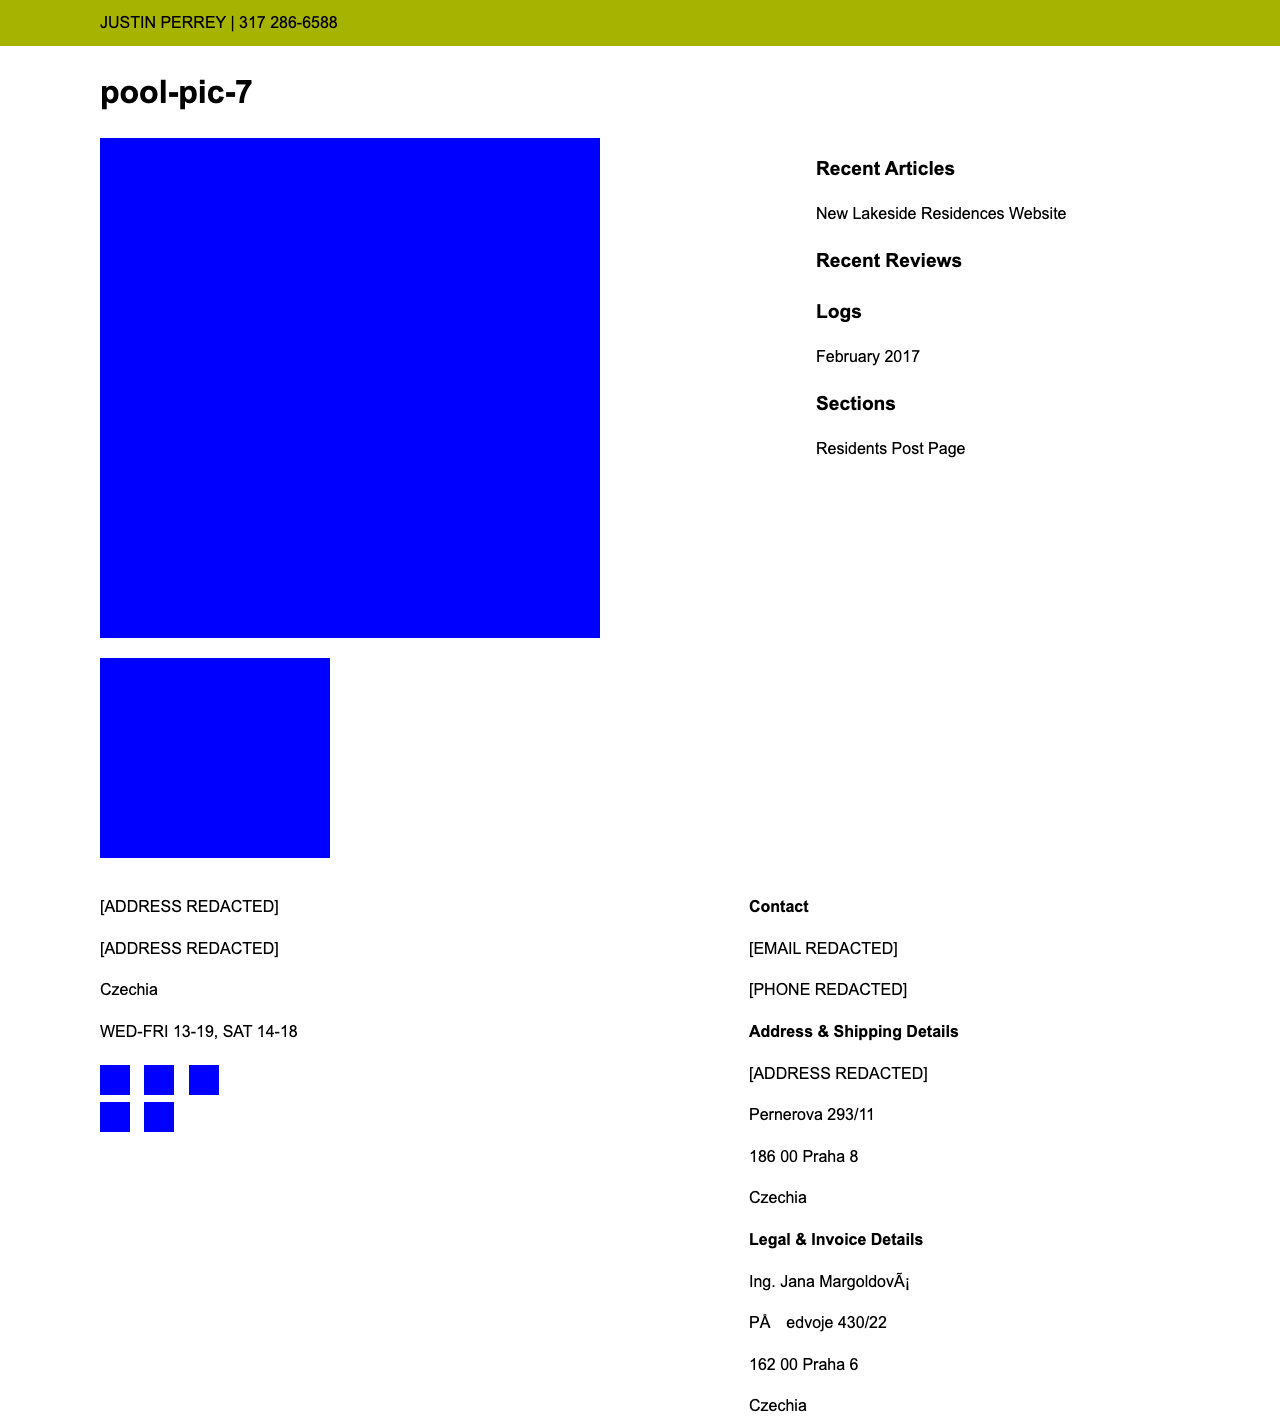 JUSTIN PERREY | 317 286-6588
pool-pic-7
Recent Articles
New Lakeside Residences Website
Recent Reviews
Logs
February 2017
Sections
Residents Post Page
[ADDRESS REDACTED]
[ADDRESS REDACTED]
Czechia
WED-FRI 13-19, SAT 14-18
Contact
[EMAIL REDACTED]
[PHONE REDACTED]
Address & Shipping Details
[ADDRESS REDACTED]
Pernerova 293/11
186 00 Praha 8
Czechia
Legal & Invoice Details
Ing. Jana MargoldovÃ¡
PÅ edvoje 430/22
162 00 Praha 6
Czechia